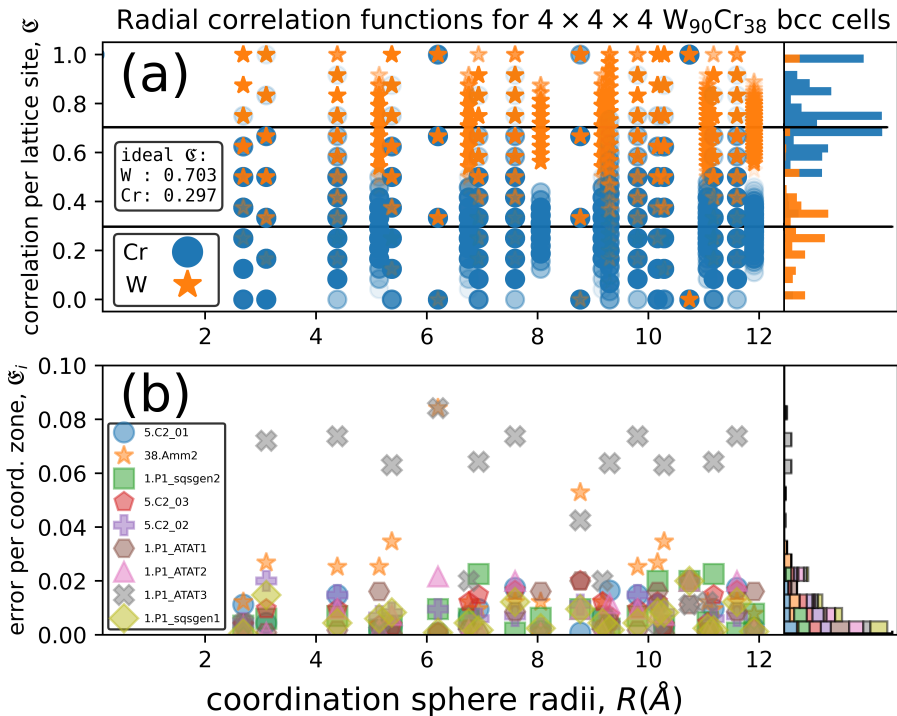 Radial correlation functions for 4 × 4 × 4 W₉₀Cr₃₈ bcc cells
correlation per lattice site, ℭ
1.0
0.8
0.6
0.4
0.2
0.0
(a)
ideal ℭ:
W : 0.703
Cr: 0.297
Cr
W
2 4 6 8 10 12
error per coord. zone, 𝔈ᵢ
0.10
0.08
0.06
0.04
0.02
0.00
(b)
5.C2_01
38.Amm2
1.P1_sqsgen2
5.C2_03
5.C2_02
1.P1_ATAT1
1.P1_ATAT2
1.P1_ATAT3
1.P1_sqsgen1
2 4 6 8 10 12
coordination sphere radii, R(Å)